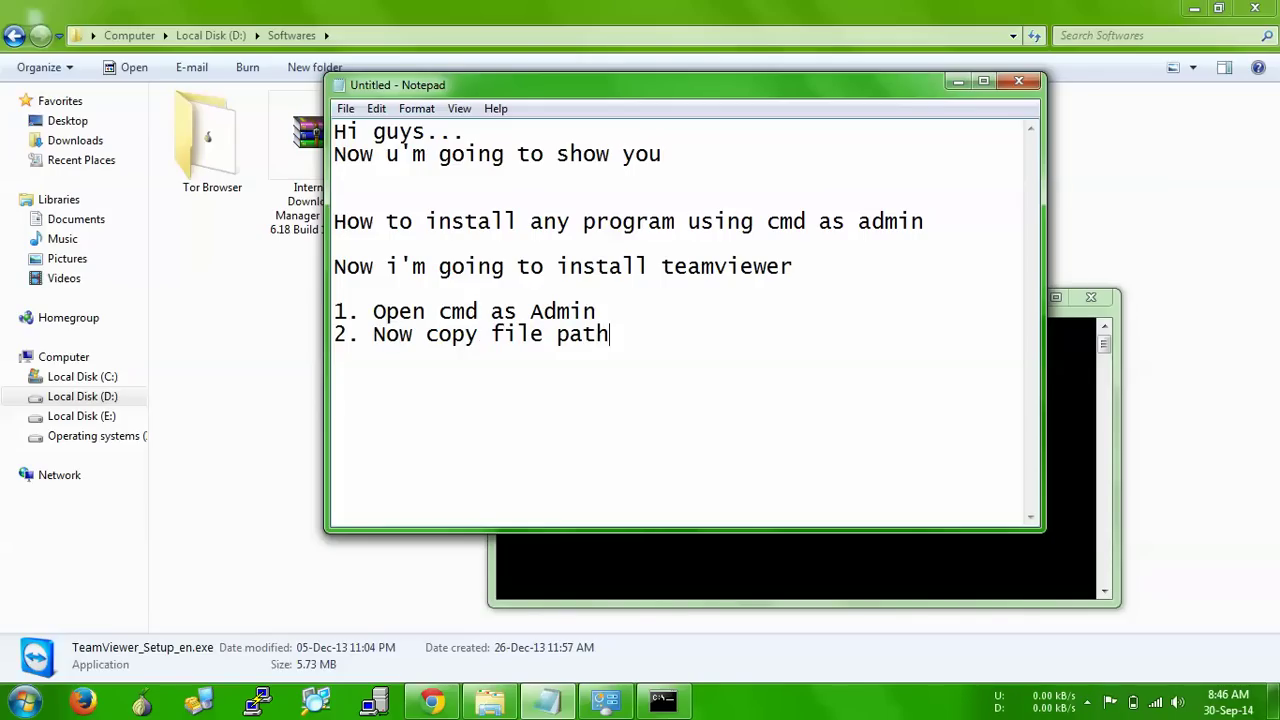 Computer
Local Disk (D:)
Softwares
Search Softwares
Organize
Open
E-mail
Burn
New folder
Favorites
Desktop
Downloads
Recent Places
Libraries
Documents
Music
Pictures
Videos
Homegroup
Computer
Local Disk (C:)
Local Disk (D:)
Local Disk (E:)
Operating systems (
Network
Tor Browser
Intern
Downlo
Manager
6.18 Build
Untitled - Notepad
File Edit Format View Help
Hi guys...
Now u'm going to show you
How to install any program using cmd as admin
Now i'm going to install teamviewer
1. Open cmd as Admin
2. Now copy file path
TeamViewer_Setup_en.exe Date modified: 05-Dec-13 11:04 PM Date created: 26-Dec-13 11:57 AM
Application Size: 5.73 MB
U: 0.00 kB/s
D: 0.00 kB/s
8:46 AM
30-Sep-14